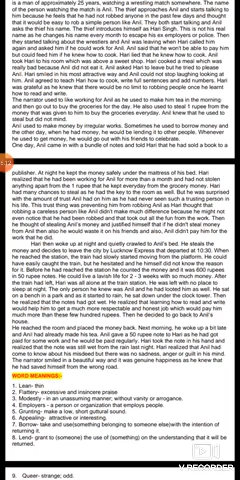 is a man of approximately 25 years, watching a wrestling match somewhere. The name
of the person watching the match is Anil. The thief approaches Anil and starts talking to
him because he feels that he had not robbed anyone in the past few days and thought
that it would be easy to rob a simple person like Anil. They both start talking and Anil
asks the thief his name. The thief introduces himself as Hari Singh. This is not his real
name as he changes his name every month to escape his ex employers or police. Then
they started talking about the wrestlers and Anil was leaving when Hari called him
again and asked him if he could work for Anil. Anil said that he won't be able to pay him
but could feed him if he knew how to cook. Hari lied that he knew how to cook. Anil
took Hari to his room which was above a sweet shop. Hari cooked a meal which was
really bad because Anil did not eat it. Anil asked Hari to leave but he med to please
Anil. Hari smiled in his most attractive way and Anil could not stop laughing looking at
him. Anil agreed to teach Hari how to cook, write full sentences and add numbers. Hari
was grateful as he knew that there would be no limit to robbing people once he learnt
how to read and write.
The narrator used to like working for Anil as he used to make him tea in the morning
and then go out to buy the groceries for the day. He also used to steal 1 rupee from the
money that was given to him to buy the groceries everyday. Anil knew that he used to
steal but did not mind.
Anil used to make money by irregular works. Sometimes he used to borrow money and
the other day, when he had money, he would be lending it to other people. Whenever
he used to get money, he would go out with his friends to celebrate.
One day, Anil came in with a bundle of notes and told Hari that he had sold a book to a
8:12
publisher. At night he kept the money safely under the mattress of his bed. Hari
realized that he had been working for Anil for more than a month and had not stolen
anything apart from the 1 rupee that he used to keep everyday from the grocery money. Hari
had many chances to steal as he had the key to the room as well. But he was surprised
with the amount of trust Anil had on him as he had never seen such a trusting person in
his life. This trust thing was preventing him from robbing Anil as Hari thought that
robbing a careless person like Anil didn't make much difference because he might not
even notice that he had been robbed and that took out all the fun from the work. Then
he thought of stealing Anil's money and justified himself that if he didn't steal money
from Anil then he also he would waste it on his friends and also, Anil didn't pay him for
the work that he did.
Hari then woke up at night and quietly crawled to Anil's bed. He steals the
money and decides to leave the city by Lucknow Express that departed at 10:30. When
he reached the station, the train had slowly started moving from the platform. He could
have easily caught the train, but he hesitated and he himself did not know the reason
for it. Before he had reached the station he counted the money and it was 600 rupees
in 50 rupee notes. He could live a lavish life for 2 - 3 weeks with so much money. After
the train had left, Hari was all alone at the train station. He was left with no place to
sleep at night. The only person he knew was Anil and he had looted him as well. He sat
on a bench in a park and as it started to rain, he sat down under the clock tower. Then
he realized that the notes had got wet. He realized that learning how to read and write
would help him to get a much more respectable and honest job which would pay him
much more than these few hundred rupees. Then he decided to go back to Anil's
house.
He reached the room and placed the money back. Next morning, he woke up a bit late
and Anil had already made his tea. Anil gave a 50 rupee note to Hari as he had got
paid for some work and he would be paid regularly. Hari took the note in his hand and
realized that the note was still wet from the rain last night. Hari realized that Anil had
come to know about his misdeed but there was no sadness, anger or guilt in his mind.
The narrator smiled in a beautiful way and it was genuine happiness as he knew that
he had saved himself from the wrong road.
WORD MEANINGS -
1. Lean- thin
2. Flattery- excessive and insincere praise
3. Modesty - in an unassuming manner; without vanity or arrogance.
4. Employers - a person or organization that employs people.
5. Grunting- make a low, short guttural sound.
6. Appealing- attractive or interesting.
7. Borrow- take and use(something belonging to someone else)with the intention of
returning it.
8. Lend- grant to (someone) the use of (something) on the understanding that it will be
returned.
9. Queer- strange; odd.
V RECORDER